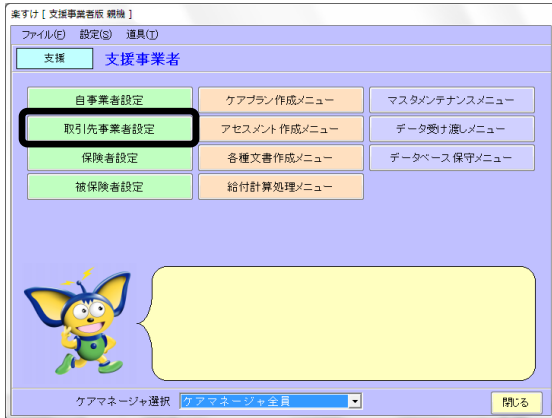 楽すけ [ 支援事業者版 親機 ]
ファイル(F) 設定(S) 道具(T)
支援 支援事業者
自事業者設定 ケアプラン作成メニュー マスタメンテナンスメニュー
取引先事業者設定 アセスメント作成メニュー データ受け渡しメニュー
保険者設定 各種文書作成メニュー データベース保守メニュー
被保険者設定 給付計算処理メニュー
ケアマネージャ選択 ケアマネージャ全員 閉じる